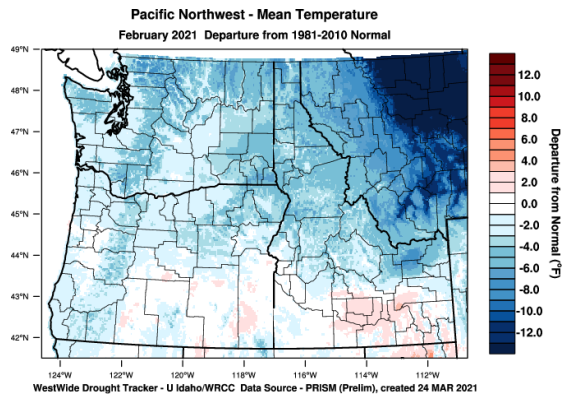 Pacific Northwest - Mean Temperature
February 2021 Departure from 1981-2010 Normal
49°N
48°N
47°N
46°N
45°N
44°N
43°N
42°N
124°W 122°W 120°W 118°W 116°W 114°W 112°W
12.0
10.0
8.0
6.0
4.0
2.0
0.0
-2.0
-4.0
-6.0
-8.0
-10.0
-12.0
Departure from Normal (°F)
WestWide Drought Tracker - U Idaho/WRCC Data Source - PRISM (Prelim), created 24 MAR 2021